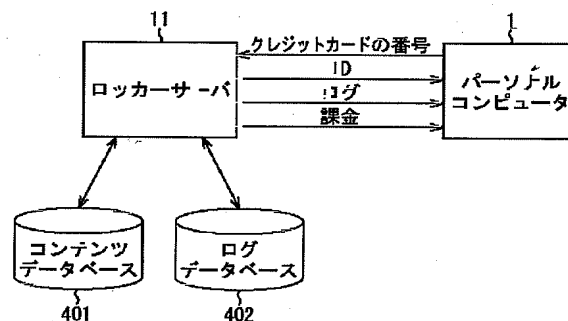 11
1
クレジットカードの番号
ID
ログ
課金
ロッカーサーバ
パーソナル
コンピュータ
コンテンツ
データベース
ログ
データベース
401
402